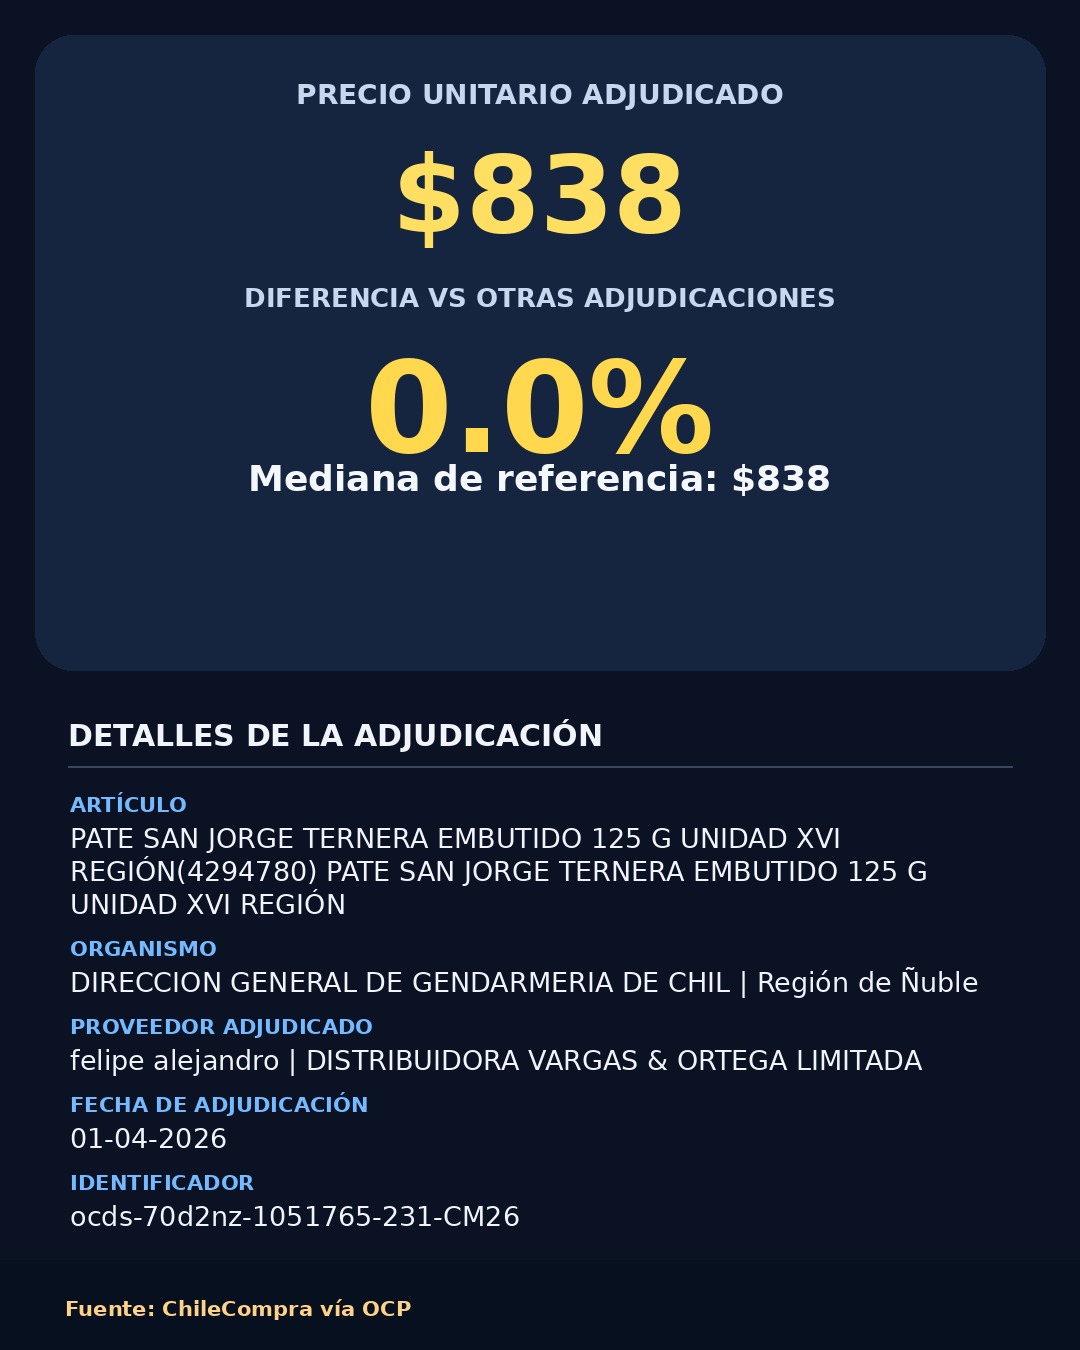 PRECIO UNITARIO ADJUDICADO
$838
DIFERENCIA VS OTRAS ADJUDICACIONES
0.0%
Mediana de referencia: $838
DETALLES DE LA ADJUDICACIÓN
ARTÍCULO
PATE SAN JORGE TERNERA EMBUTIDO 125 G UNIDAD XVI
REGIÓN(4294780) PATE SAN JORGE TERNERA EMBUTIDO 125 G
UNIDAD XVI REGIÓN
ORGANISMO
DIRECCION GENERAL DE GENDARMERIA DE CHIL | Región de Ñuble
PROVEEDOR ADJUDICADO
felipe alejandro | DISTRIBUIDORA VARGAS & ORTEGA LIMITADA
FECHA DE ADJUDICACIÓN
01-04-2026
IDENTIFICADOR
ocds-70d2nz-1051765-231-CM26
Fuente: ChileCompra vía OCP